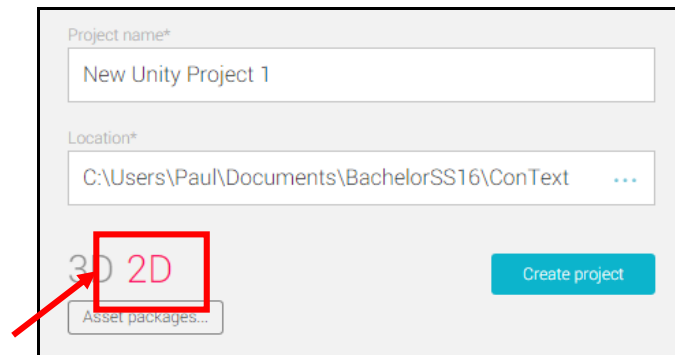 Project name*
New Unity Project 1
Location*
C:\Users\Paul\Documents\BachelorSS16\ConText ...
3D 2D
Create project
Asset packages...